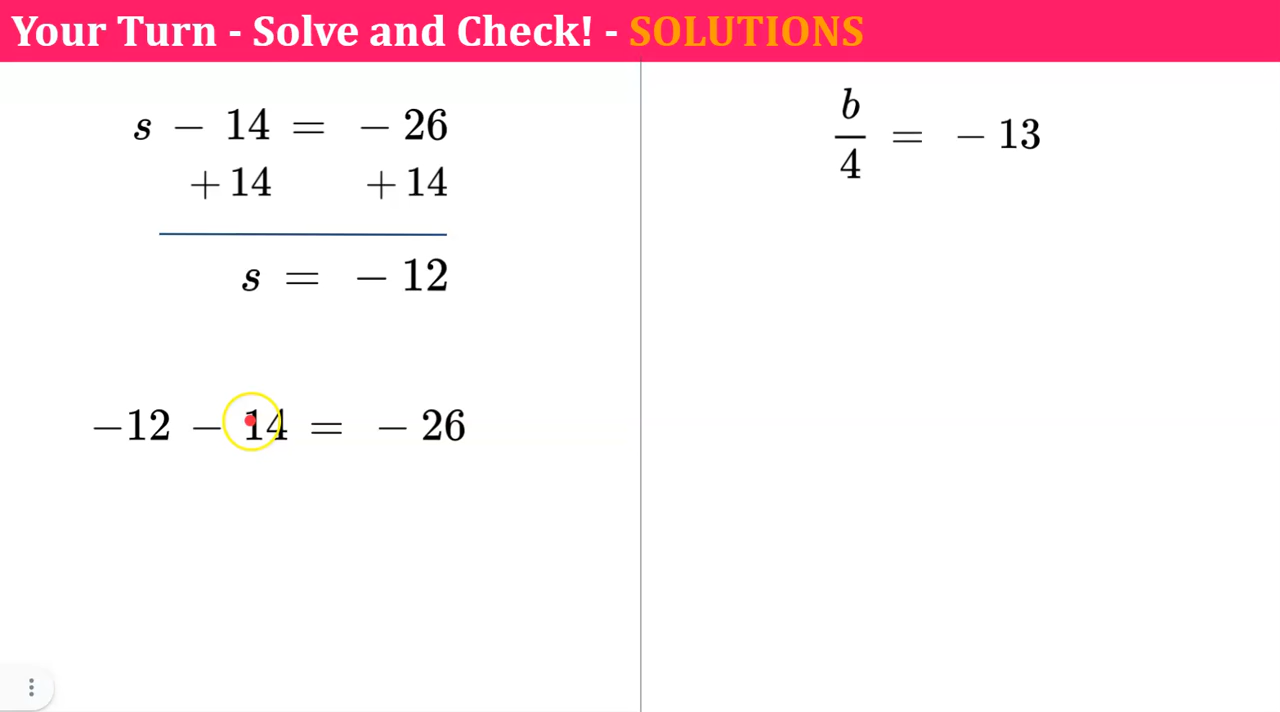 Your Turn - Solve and Check! - SOLUTIONS
s − 14 = − 26
+ 14 + 14
s = − 12
−12 − 14 = − 26
b
4
= − 13